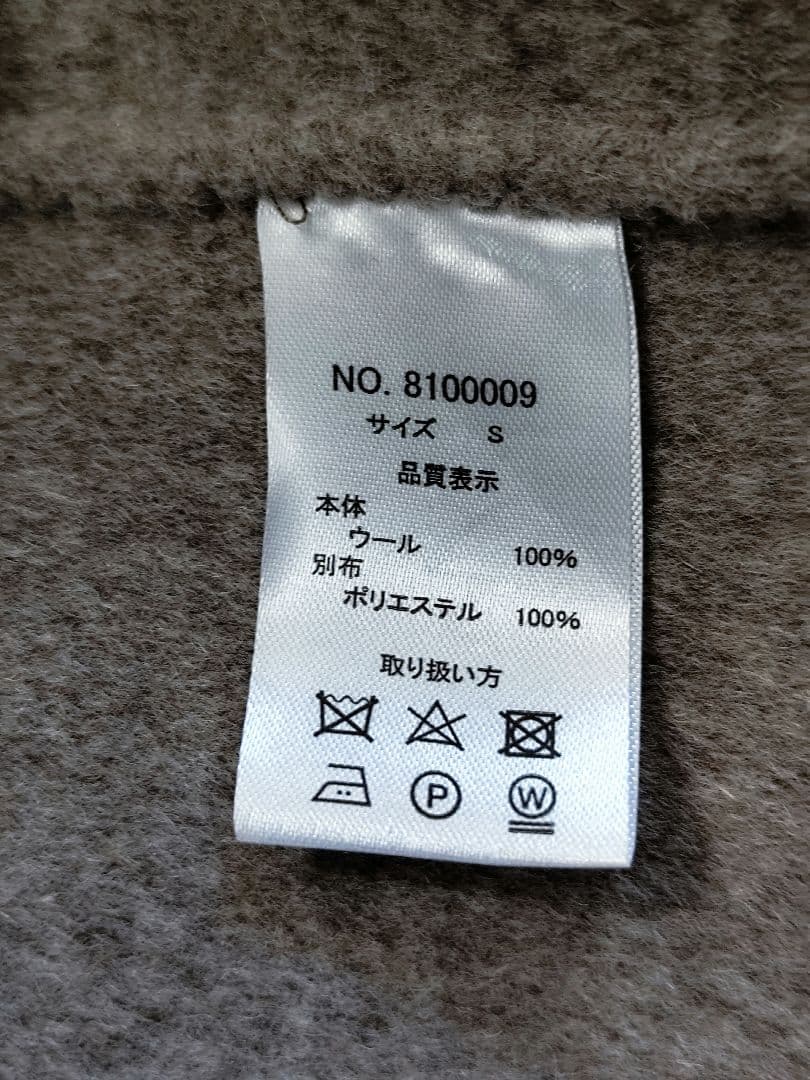 NO. 8100009
サイズ S
品質表示
本体
ウール 100%
別布
ポリエステル 100%
取り扱い方
P W